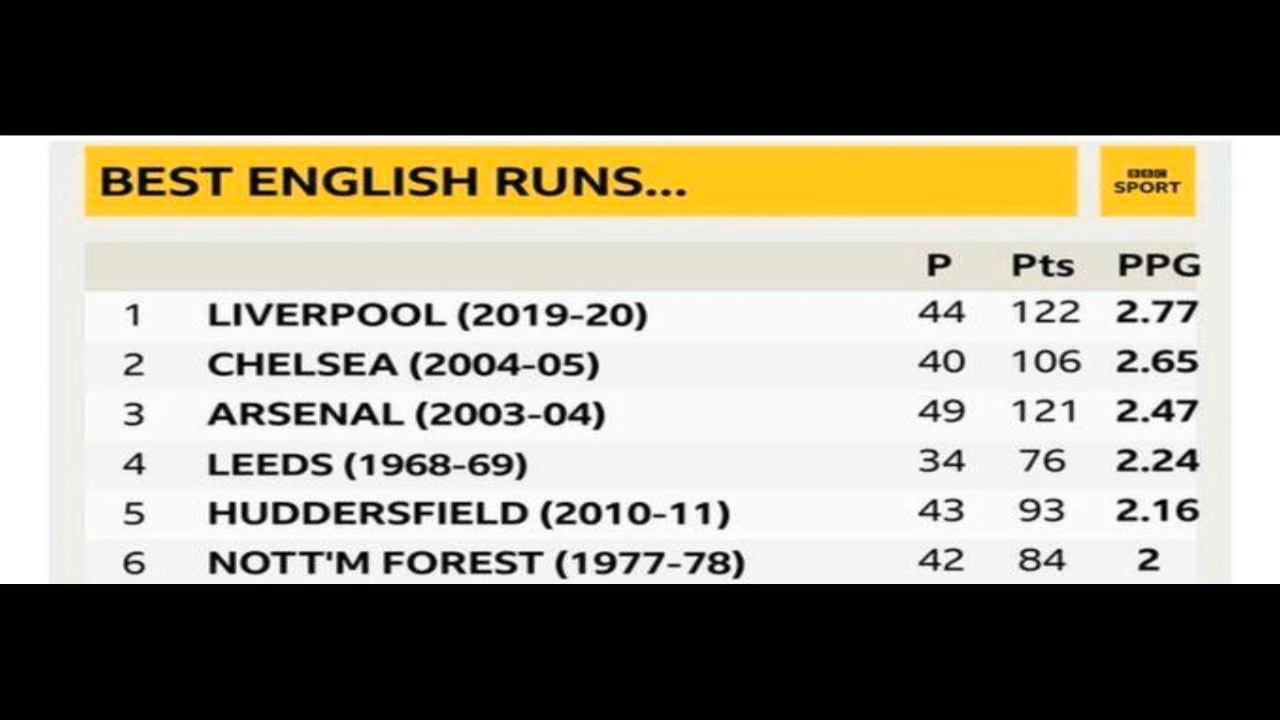 BEST ENGLISH RUNS...
BBC
SPORT
P Pts PPG
1 LIVERPOOL (2019-20) 44 122 2.77
2 CHELSEA (2004-05) 40 106 2.65
3 ARSENAL (2003-04) 49 121 2.47
4 LEEDS (1968-69) 34 76 2.24
5 HUDDERSFIELD (2010-11) 43 93 2.16
6 NOTT'M FOREST (1977-78) 42 84 2